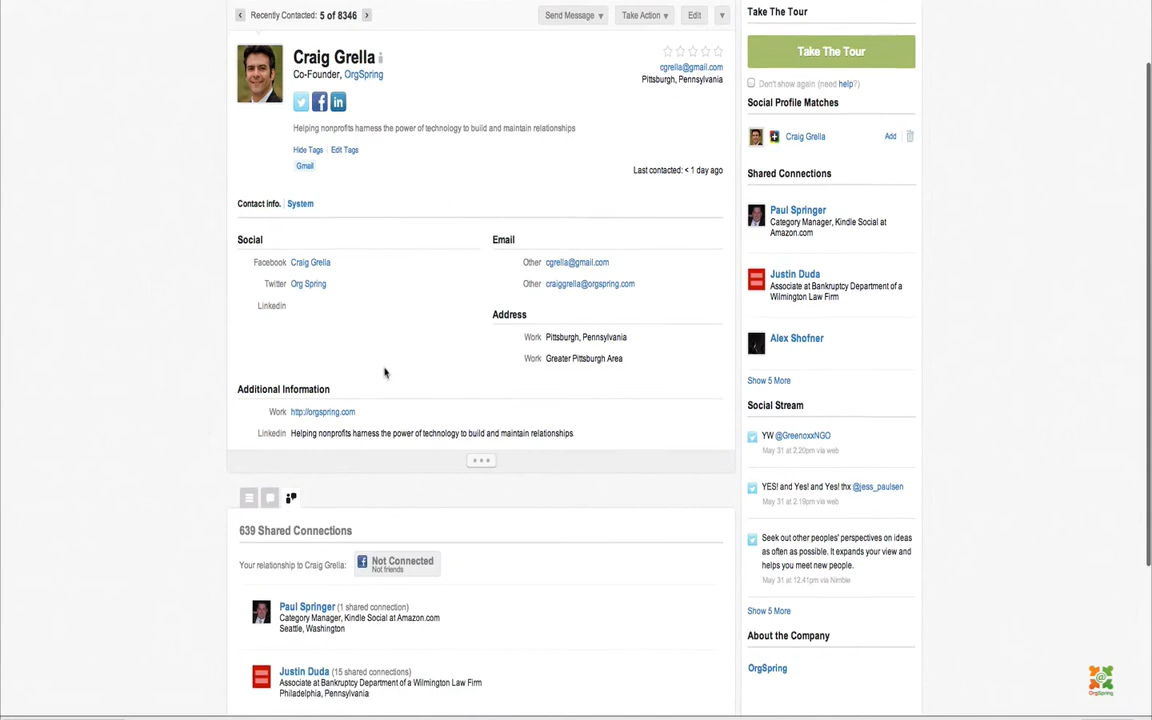 Recently Contacted: 5 of 8346
Send Message
Take Action
Edit
Craig Grella
Co-Founder, OrgSpring
cgrella@gmail.com
Pittsburgh, Pennsylvania
Helping nonprofits harness the power of technology to build and maintain relationships
Hide Tags | Edit Tags
Gmail
Last contacted: < 1 day ago
Contact info. | System
Social
Facebook Craig Grella
Twitter Org Spring
Linkedin
Email
Other cgrella@gmail.com
Other craiggrella@orgspring.com
Address
Work Pittsburgh, Pennsylvania
Work Greater Pittsburgh Area
Additional Information
Work http://orgspring.com
Linkedin Helping nonprofits harness the power of technology to build and maintain relationships
639 Shared Connections
Your relationship to Craig Grella:
Not Connected
Not friends
Paul Springer (1 shared connection)
Category Manager, Kindle Social at Amazon.com
Seattle, Washington
Justin Duda (15 shared connections)
Associate at Bankruptcy Department of a Wilmington Law Firm
Philadelphia, Pennsylvania
Take The Tour
Take The Tour
Don't show again (need help?)
Social Profile Matches
Craig Grella
Add
Shared Connections
Paul Springer
Category Manager, Kindle Social at
Amazon.com
Justin Duda
Associate at Bankruptcy Department of a
Wilmington Law Firm
Alex Shofner
Show 5 More
Social Stream
YW @GreenoxxNGO
May 31 at 2.20pm via web
YES! and Yes! and Yes! thx @jess_paulsen
May 31 at 2.19pm via web
Seek out other peoples' perspectives on ideas
as often as possible. It expands your view and
helps you meet new people.
May 31 at 12.41pm via Nimble
Show 5 More
About the Company
OrgSpring
OrgSpring